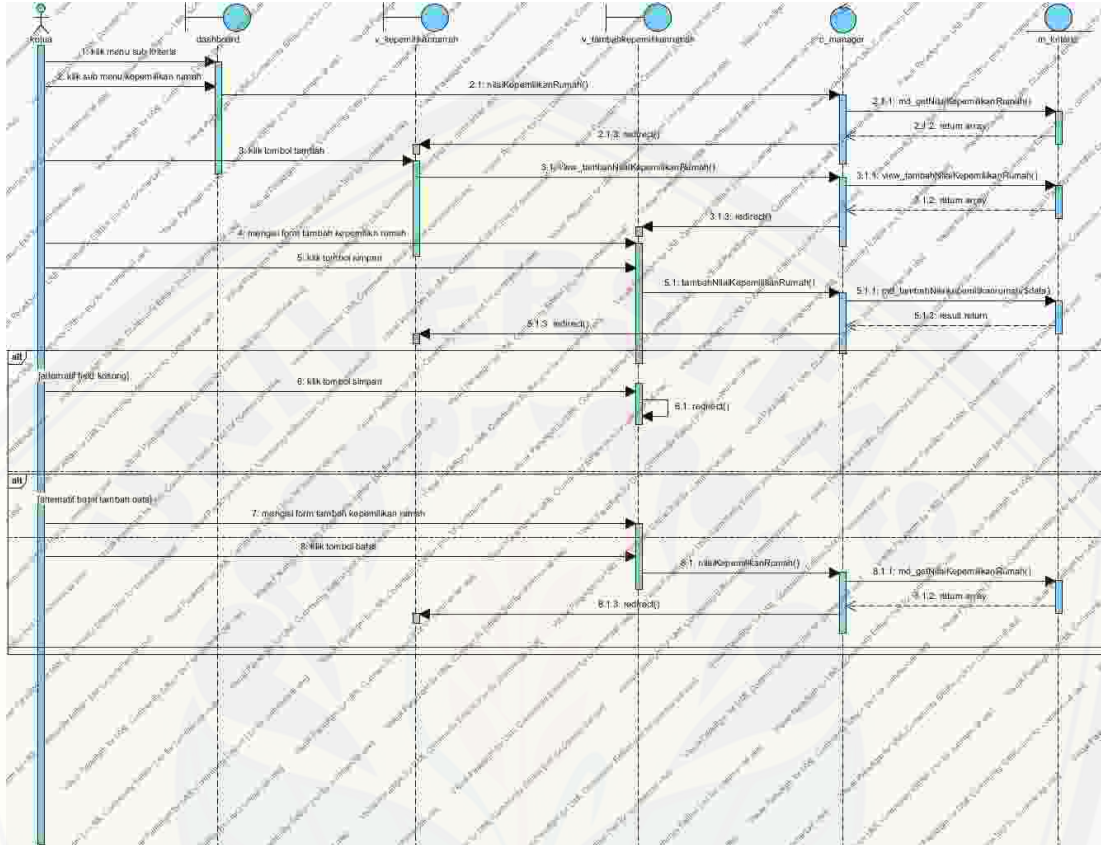 ketua
dashboard
v_kepemilikanrumah
v_tambahkepemilikanrumah
c_manager
m_kriteria
1: klik menu sub kriteria
2: klik sub menu kepemilikan rumah
2.1: nilaiKepemilikanRumah()
2.1.1: md_getNilaiKepemilikanRumah()
2.1.2: return array
2.1.3: redirect()
3: klik tombol tambah
3.1: view_tambahNilaiKepemilikanRumah()
3.1.1: view_tambahNilaiKepemilikanRumah()
3.1.2: return array
3.1.3: redirect()
4: mengisi form tambah kepemilikan rumah
5: klik tombol simpan
5.1: tambahNilaiKepemilikanRumah()
5.1.1: md_tambahNilaikepemilikanrumah($data)
5.1.2: result return
5.1.3: redirect()
alt
[alternatif field kosong]
6: klik tombol simpan
6.1: redirect()
alt
[alternatif batal tambah data]
7: mengisi form tambah kepemilikan rumah
8: klik tombol batal
8.1: nilaiKepemilikanRumah()
8.1.1: md_getNilaiKepemilikanRumah()
8.1.2: return array
8.1.3: redirect()
UNIVERSITAS